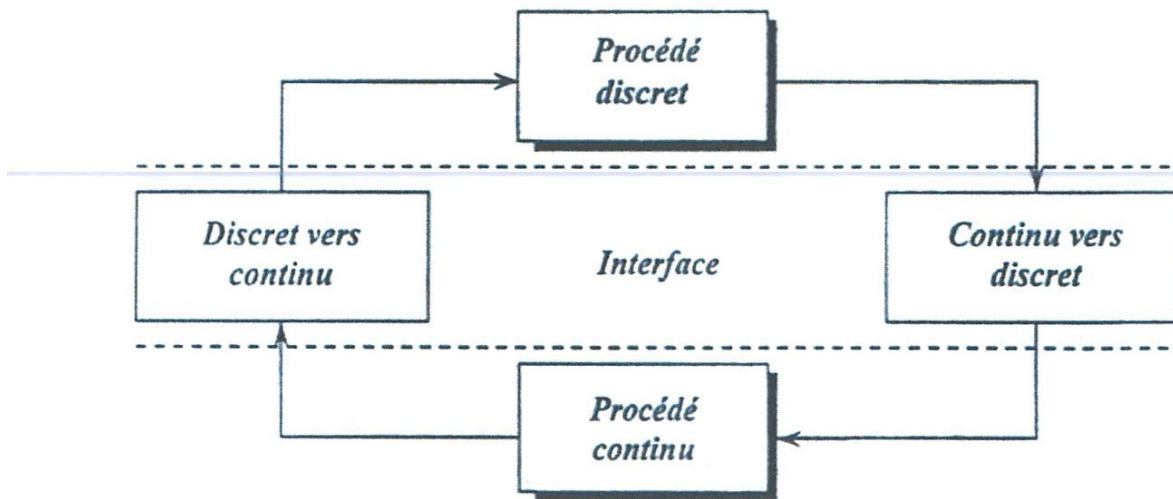 Procédé
discret
Discret vers
continu
Interface
Continu vers
discret
Procédé
continu